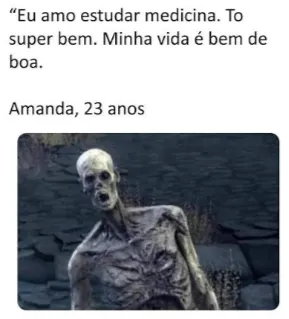 “Eu amo estudar medicina. To
super bem. Minha vida é bem de
boa.
Amanda, 23 anos